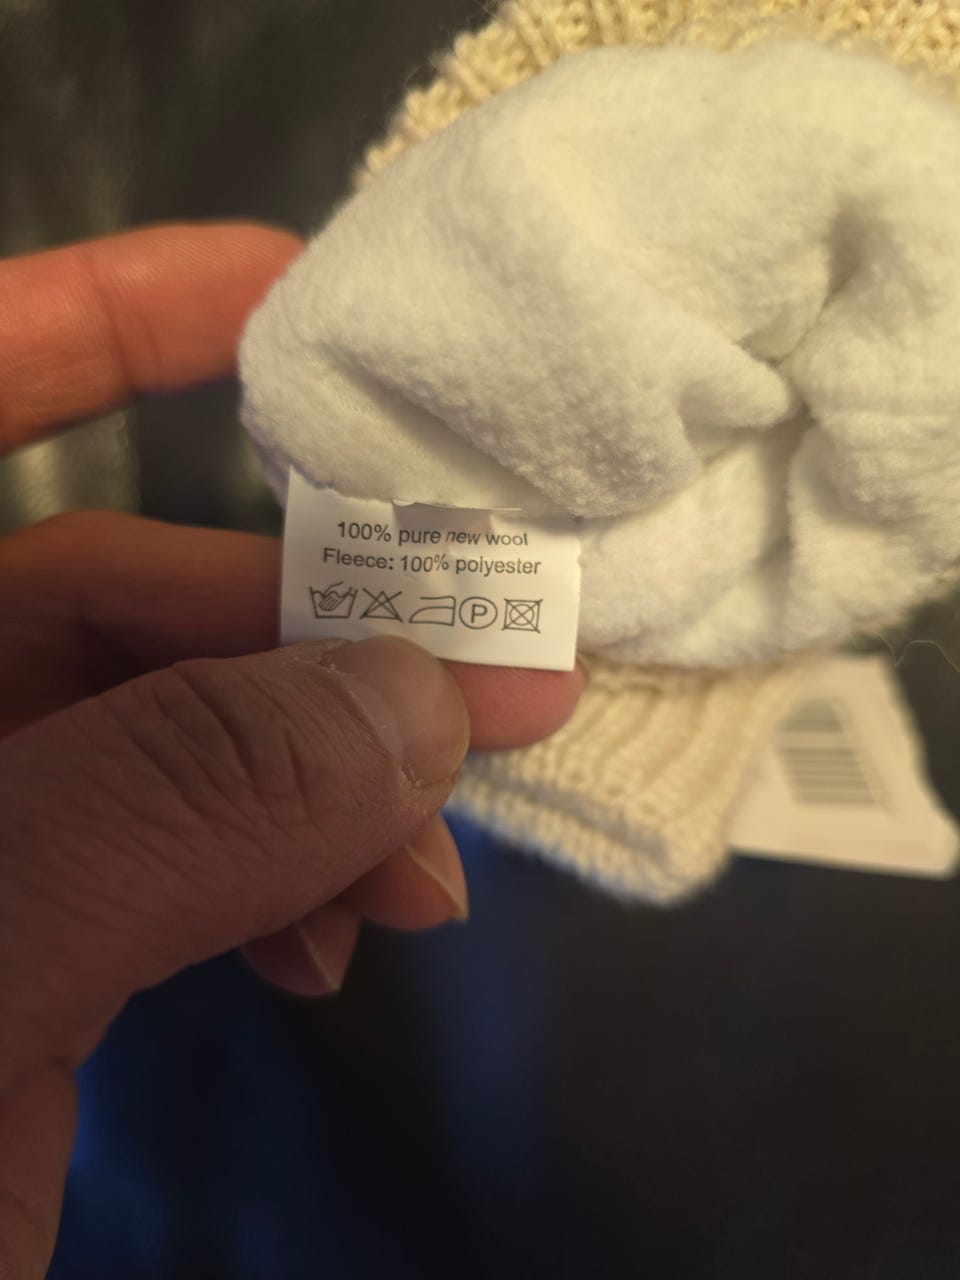 100% pure new wool
Fleece: 100% polyester
P